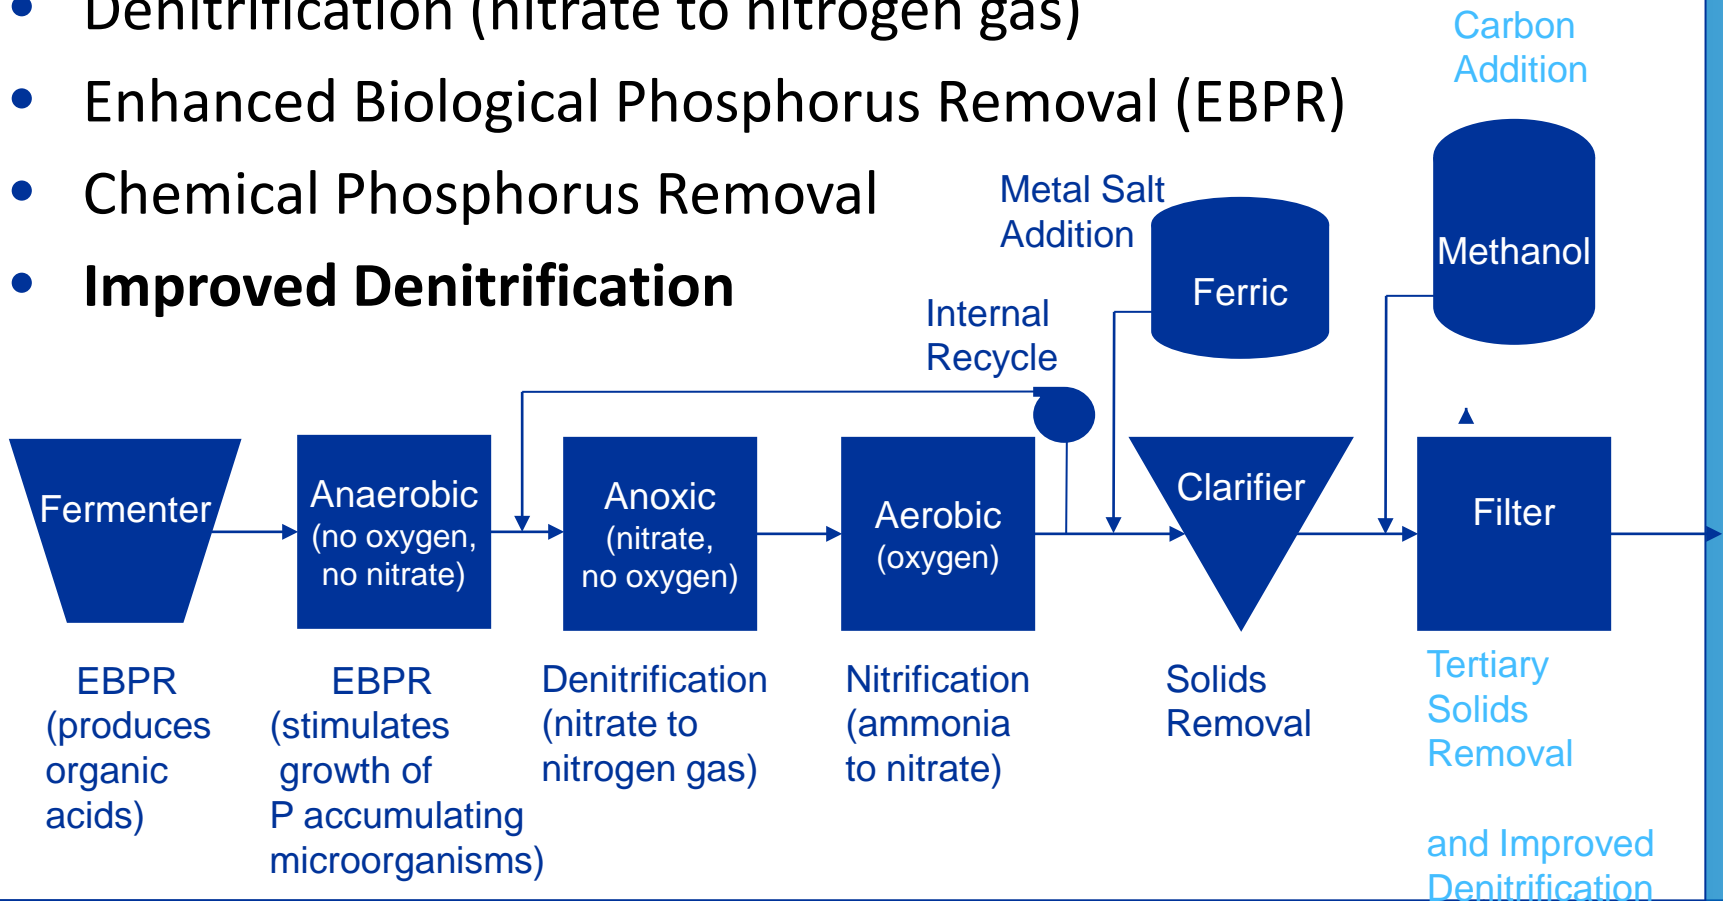 • Denitrification (nitrate to nitrogen gas)
• Enhanced Biological Phosphorus Removal (EBPR)
• Chemical Phosphorus Removal
• Improved Denitrification
Carbon
Addition
Metal Salt
Addition
Methanol
Ferric
Internal
Recycle
Fermenter
Anaerobic
(no oxygen,
no nitrate)
Anoxic
(nitrate,
no oxygen)
Aerobic
(oxygen)
Clarifier
Filter
EBPR
(produces
organic
acids)
EBPR
(stimulates
growth of
P accumulating
microorganisms)
Denitrification
(nitrate to
nitrogen gas)
Nitrification
(ammonia
to nitrate)
Solids
Removal
Tertiary
Solids
Removal
and Improved
Denitrification